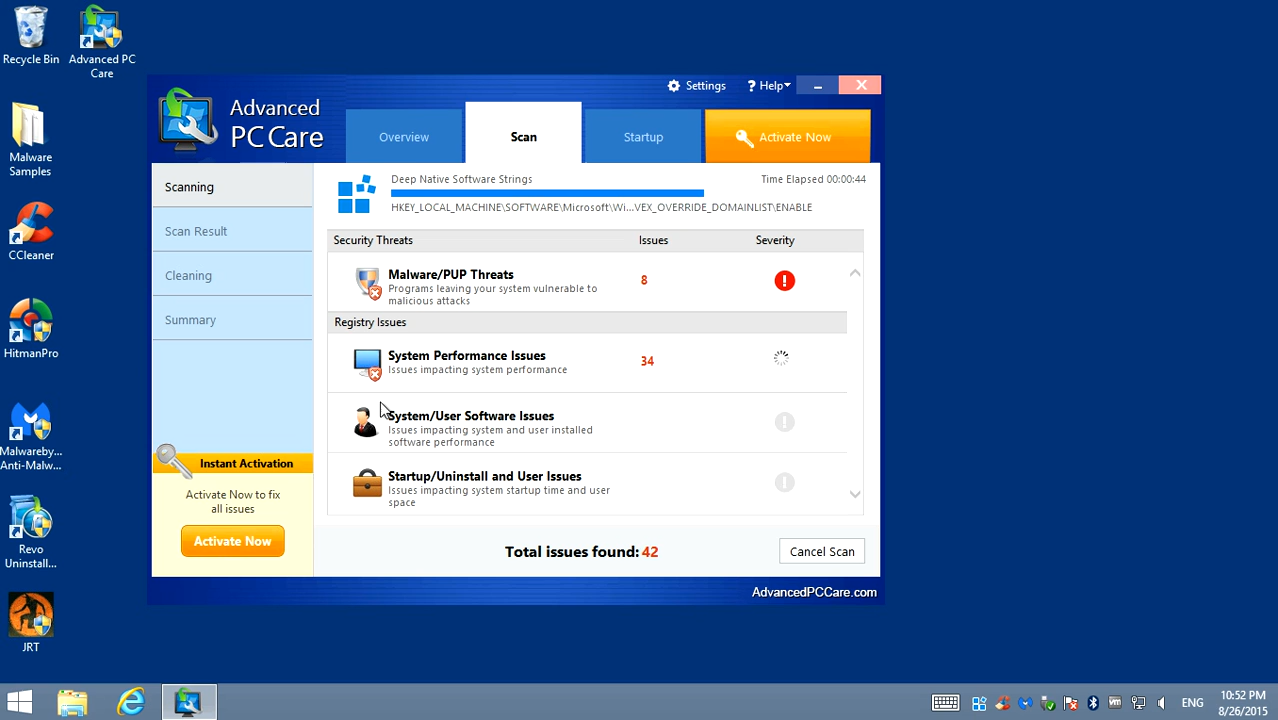 Recycle Bin
Advanced PC
Care
Malware
Samples
CCleaner
HitmanPro
Malwareby...
Anti-Malw...
Revo
Uninstall...
JRT
Advanced
PC Care
Settings
? Help
Overview
Scan
Startup
Activate Now
Scanning
Scan Result
Cleaning
Summary
Instant Activation
Activate Now to fix
all issues
Activate Now
Deep Native Software Strings
Time Elapsed 00:00:44
HKEY_LOCAL_MACHINE\SOFTWARE\Microsoft\Wi...VEX_OVERRIDE_DOMAINLIST\ENABLE
Security Threats Issues Severity
Malware/PUP Threats
Programs leaving your system vulnerable to
malicious attacks
8
Registry Issues
System Performance Issues
Issues impacting system performance
34
System/User Software Issues
Issues impacting system and user installed
software performance
Startup/Uninstall and User Issues
Issues impacting system startup time and user
space
Total issues found: 42
Cancel Scan
AdvancedPCCare.com
ENG
10:52 PM
8/26/2015